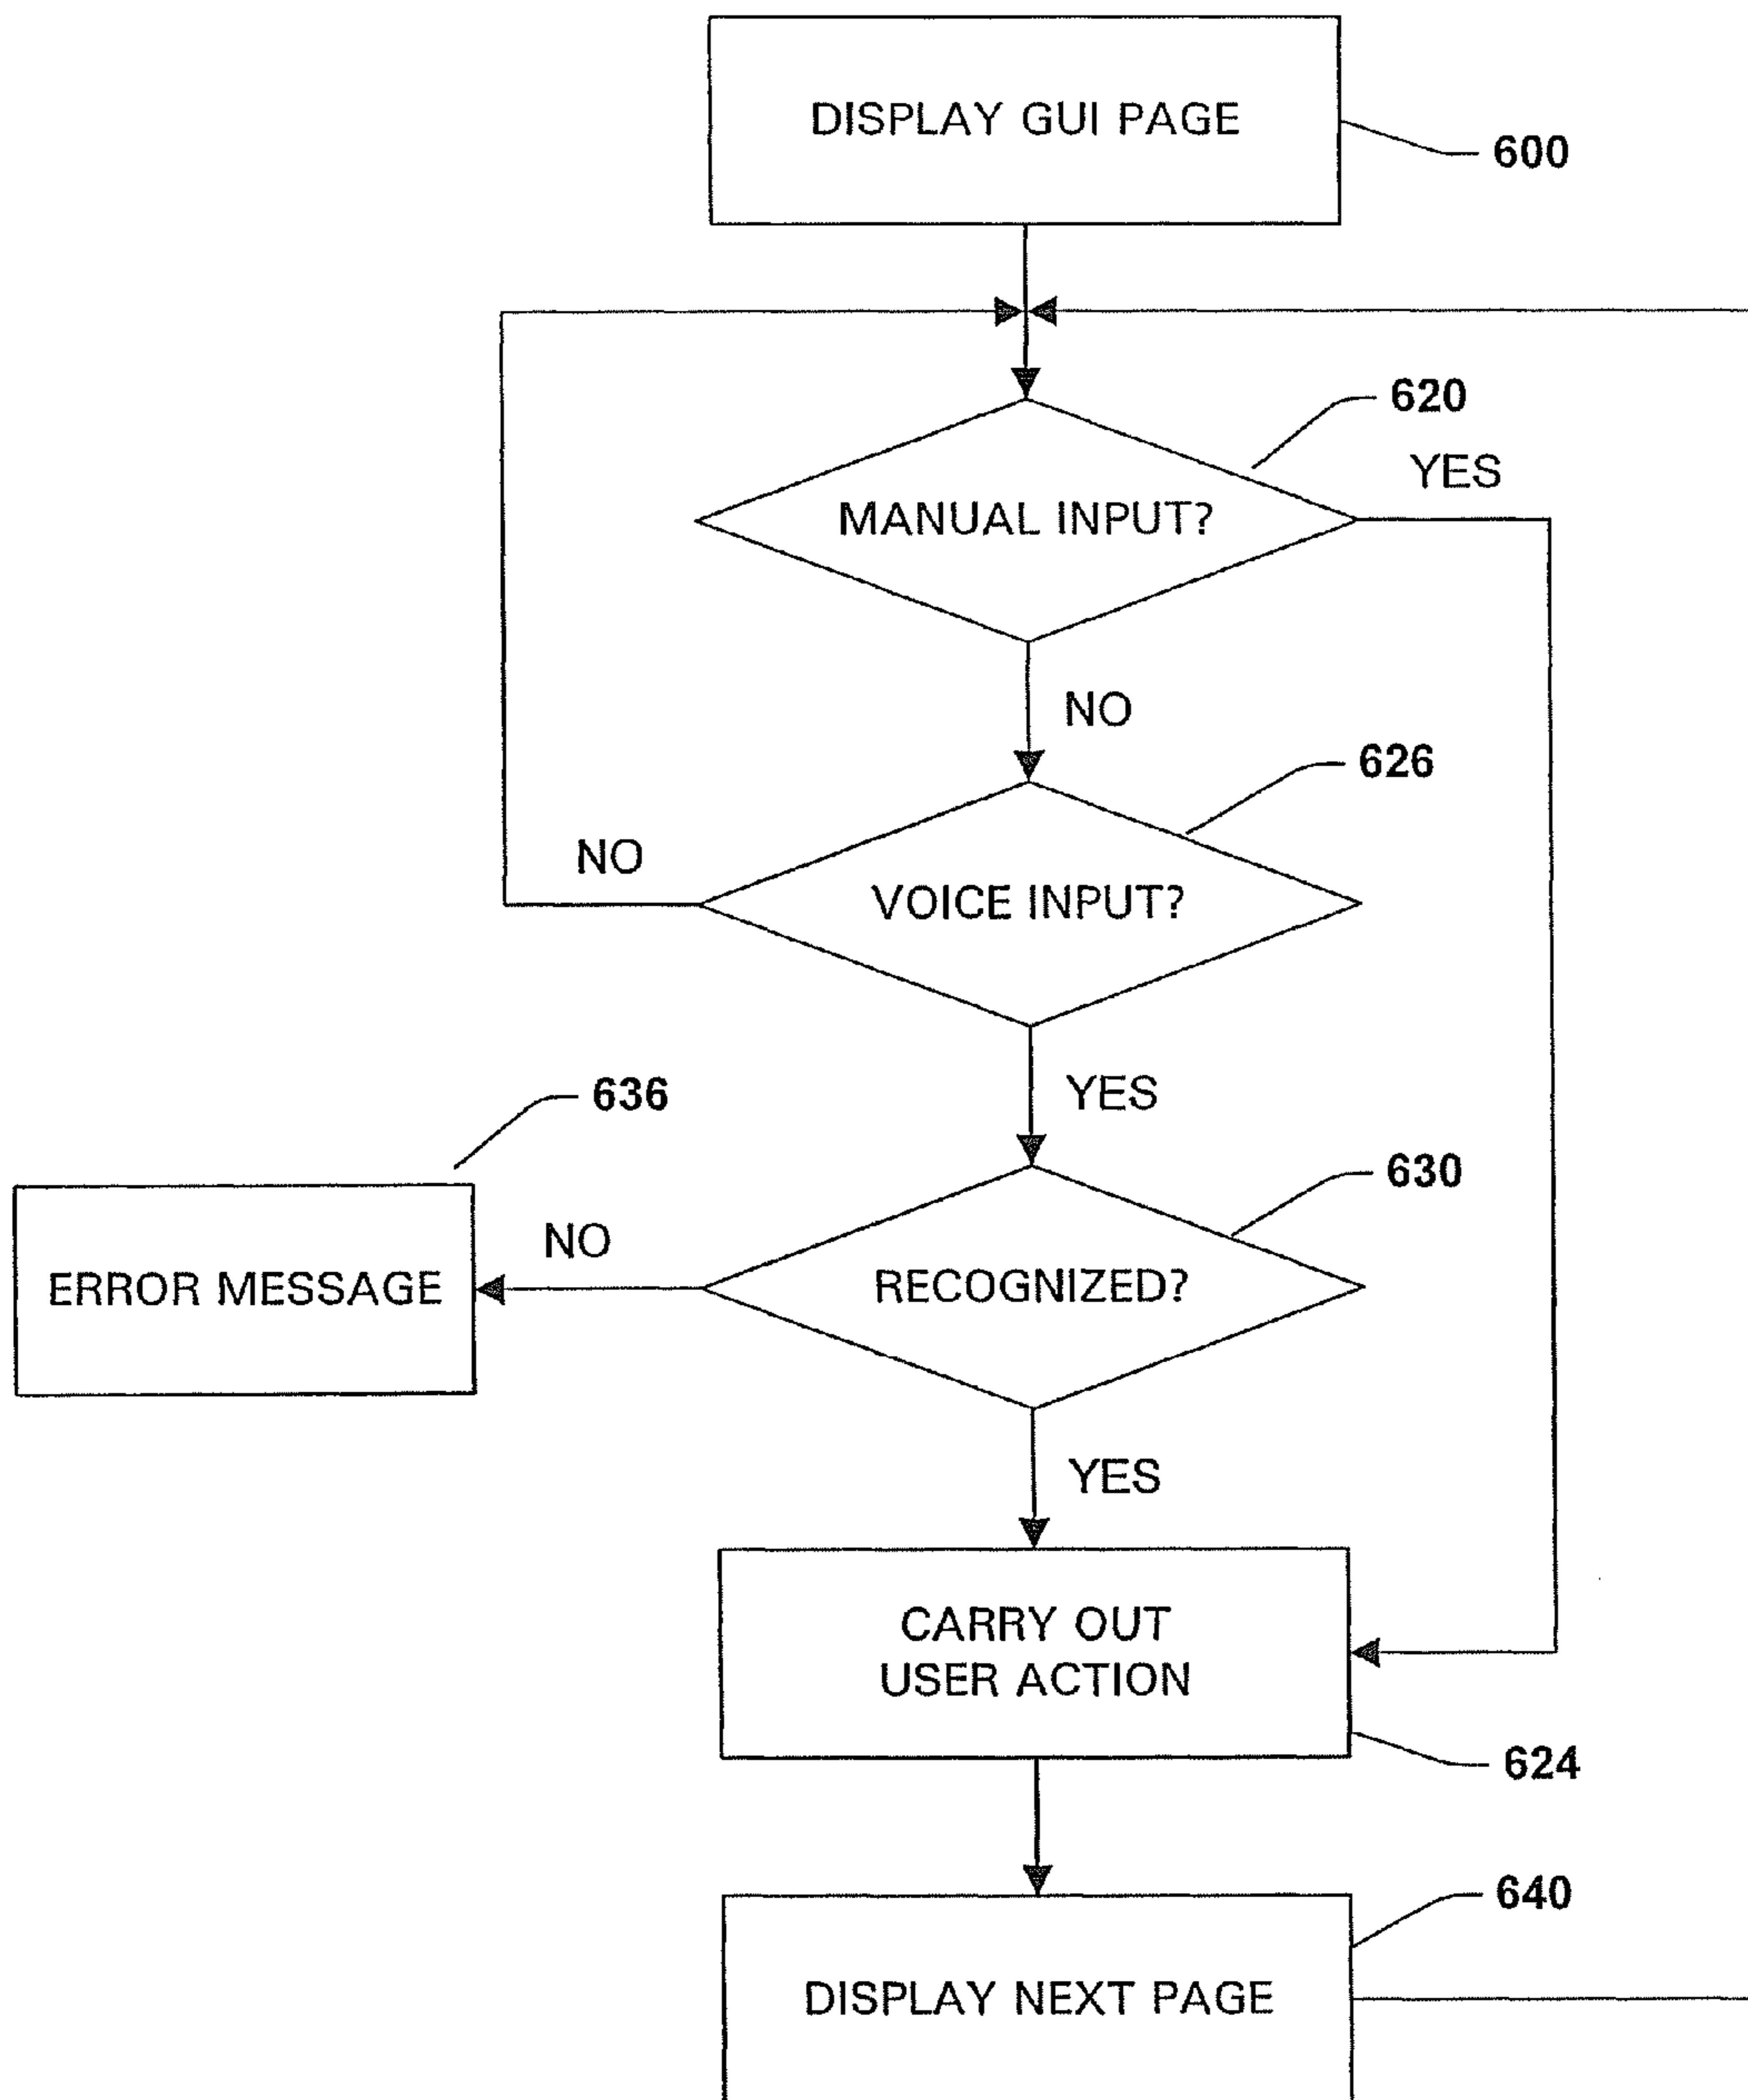 DISPLAY GUI PAGE
600
620
YES
MANUAL INPUT?
NO
626
NO
VOICE INPUT?
YES
636
630
NO
ERROR MESSAGE
RECOGNIZED?
YES
CARRY OUT
USER ACTION
624
640
DISPLAY NEXT PAGE